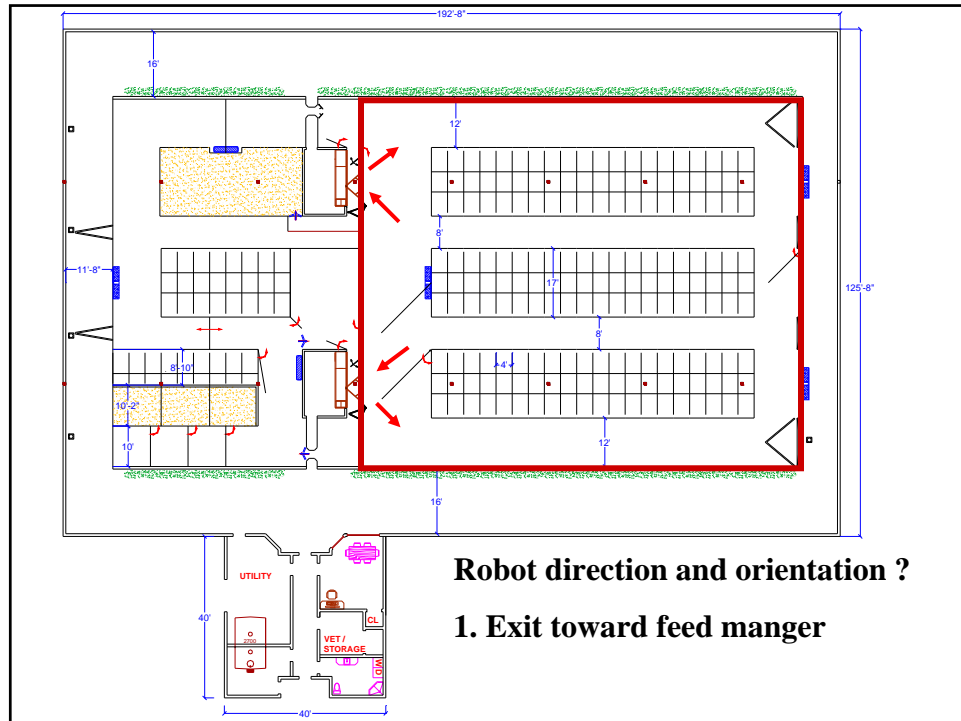 192'-8"
16'
12'
8'
11'-8"
17'
125'-8"
8'
8'-10"
4'
10'-2"
10'
12'
16'
Robot direction and orientation ?
UTILITY
40'
CL
1. Exit toward feed manger
2700
VET /
STORAGE
W/D
40'